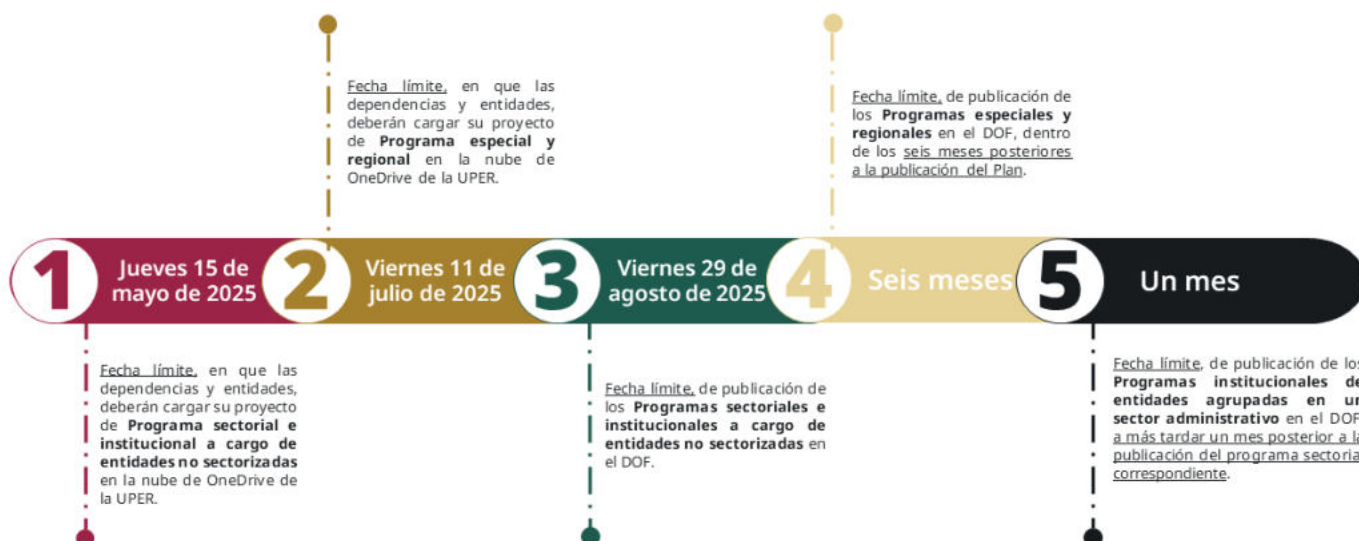 Fecha límite, en que las
dependencias y entidades,
deberán cargar su proyecto
de Programa especial y
regional en la nube de
OneDrive de la UPER.
Fecha límite, de publicación de
los Programas especiales y
regionales en el DOF, dentro
de los seis meses posteriores
a la publicación del Plan.
1
Jueves 15 de
mayo de 2025
2
Viernes 11 de
julio de 2025
3
Viernes 29 de
agosto de 2025
4
Seis meses
5
Un mes
Fecha límite, en que las
dependencias y entidades,
deberán cargar su proyecto
de Programa sectorial e
institucional a cargo de
entidades no sectorizadas
en la nube de OneDrive de
la UPER.
Fecha límite, de publicación de
los Programas sectoriales e
institucionales a cargo de
entidades no sectorizadas en
el DOF.
Fecha límite, de publicación de los
Programas institucionales de
entidades agrupadas en un
sector administrativo en el DOF
a más tardar un mes posterior a la
publicación del programa sectorial
correspondiente.